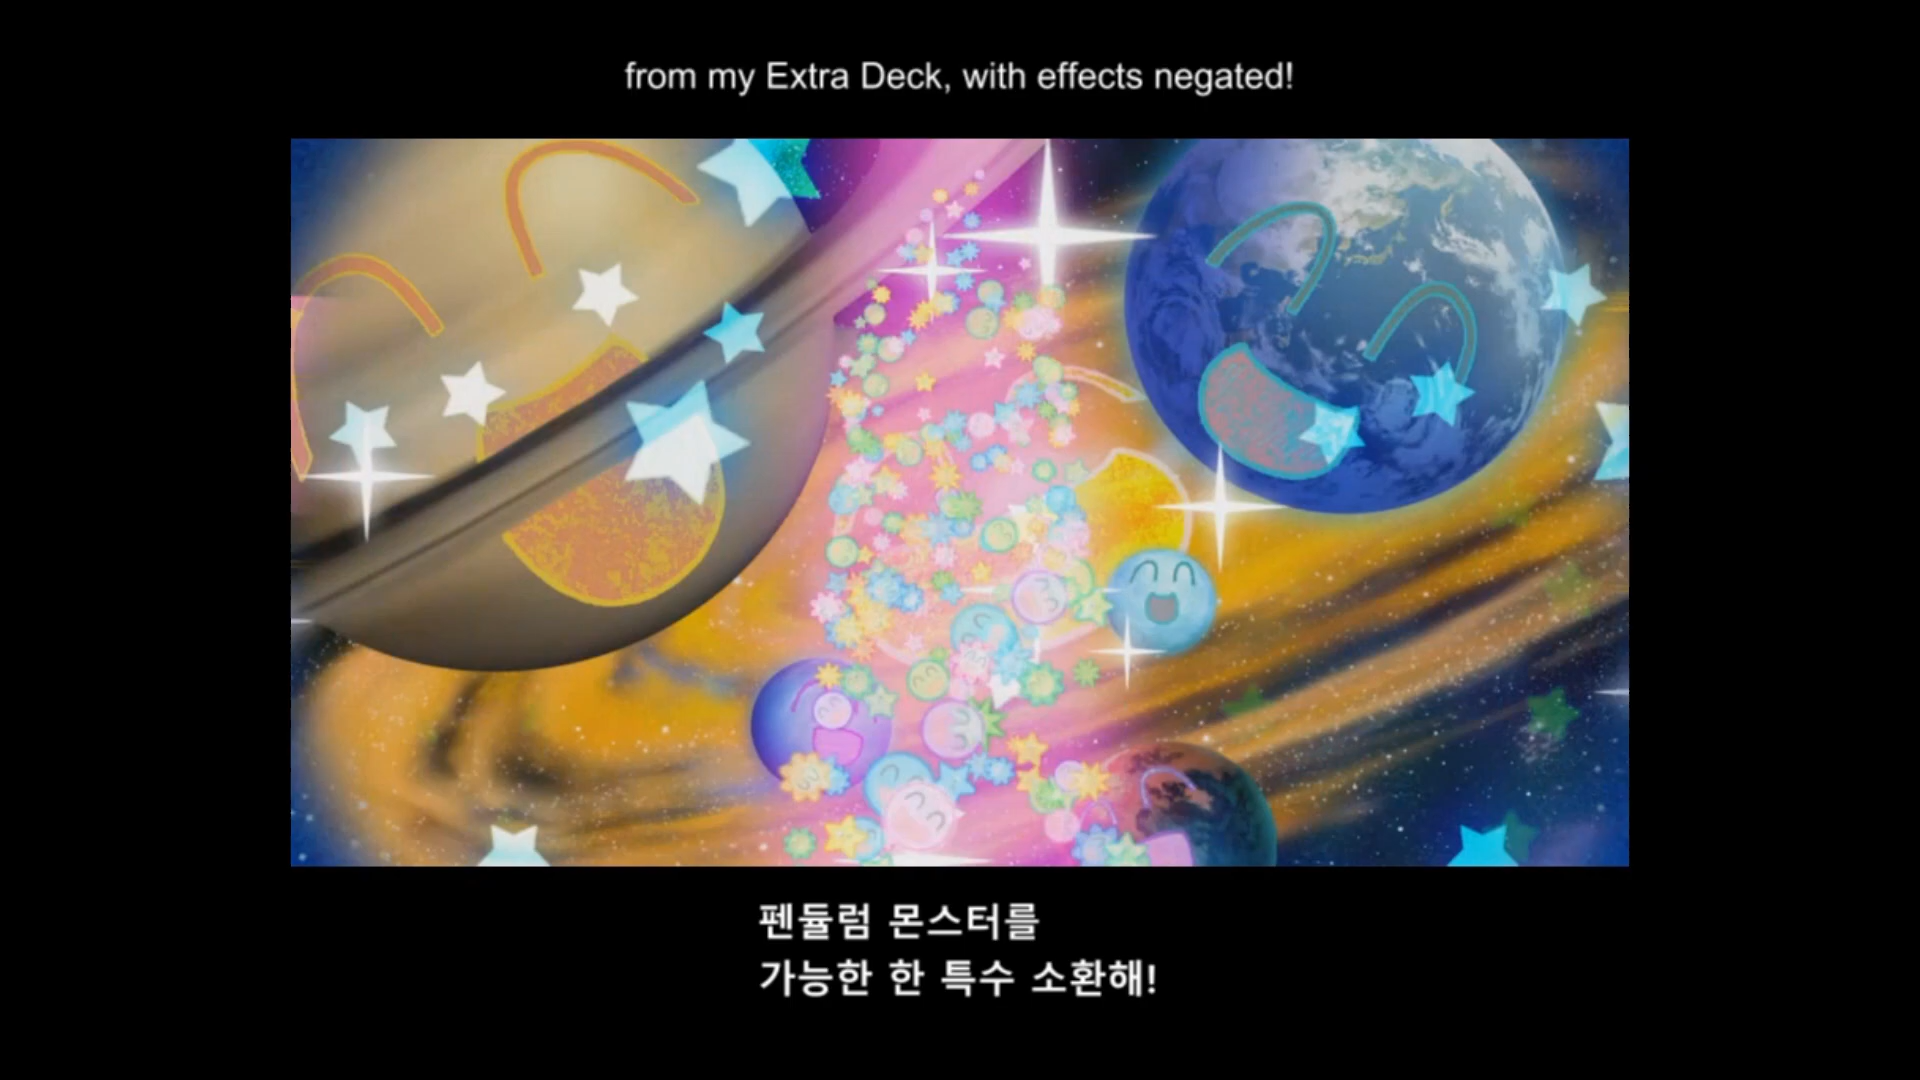 from my Extra Deck, with effects negated!
펜듈럼 몬스터를
가능한 한 특수 소환해!